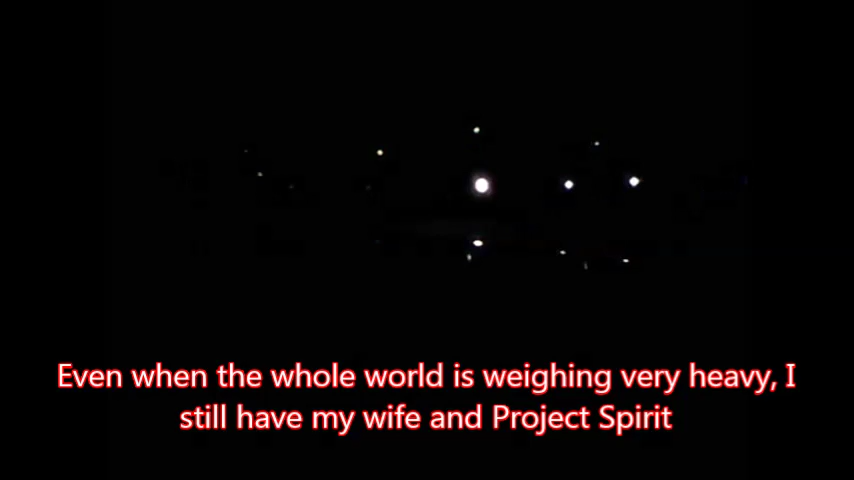 Even when the whole world is weighing very heavy, I
still have my wife and Project Spirit